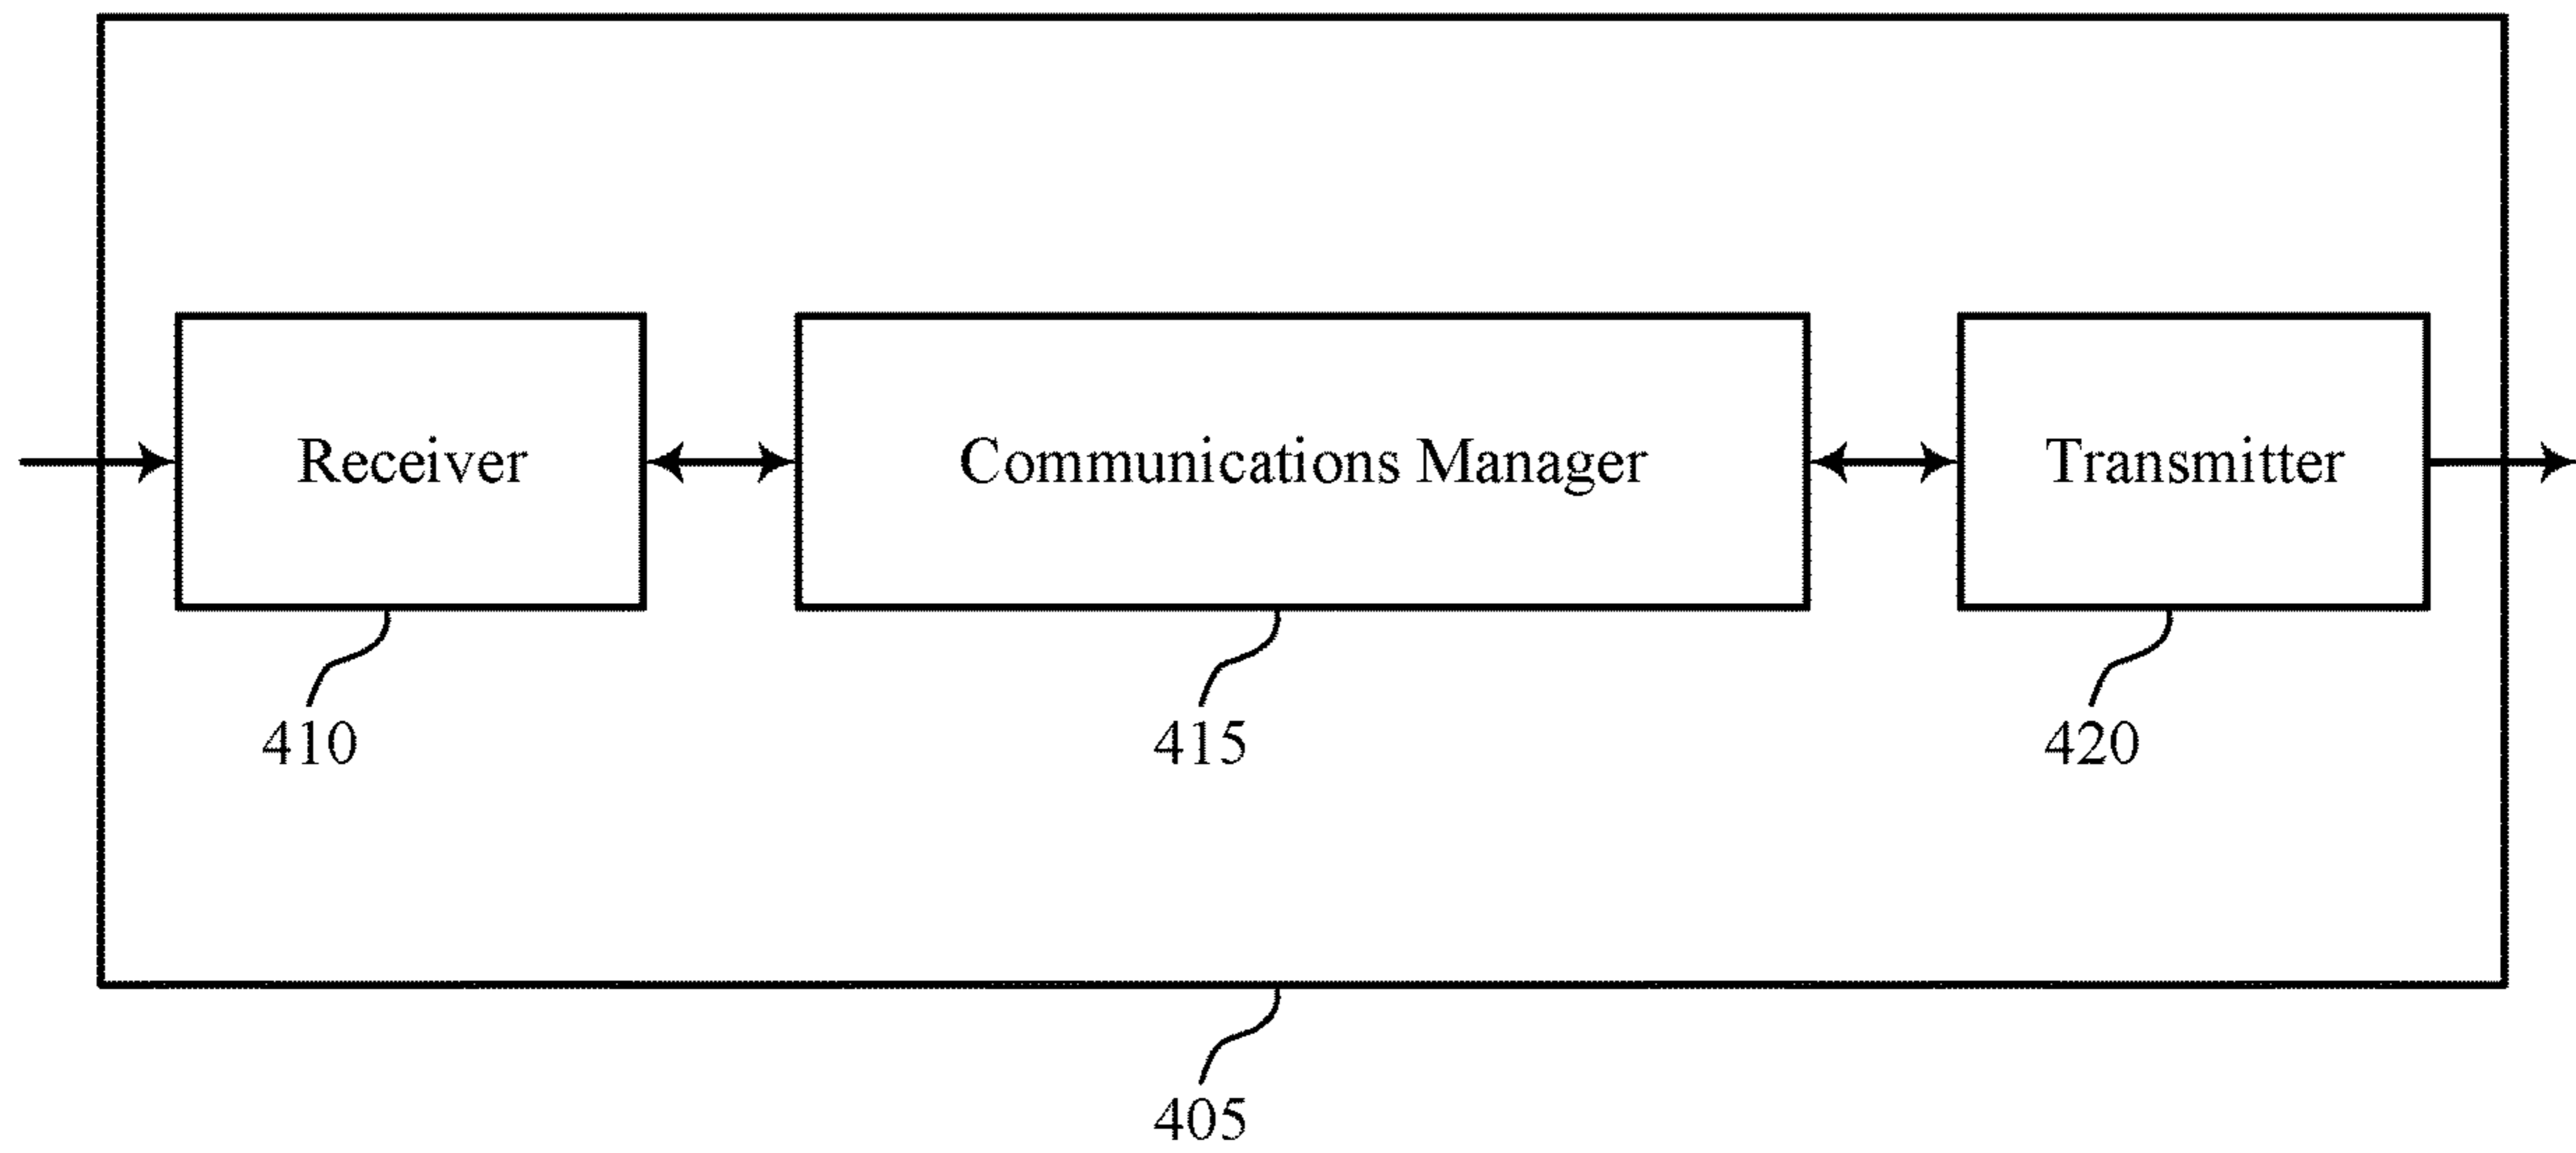 Receiver
Communications Manager
Transmitter
410
415
420
405